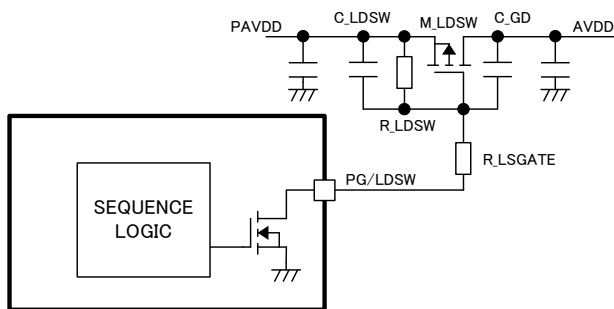 PAVDD
C_LDSW
M_LDSW
C_GD
AVDD
R_LDSW
R_LSGATE
PG/LDSW
SEQUENCE
LOGIC